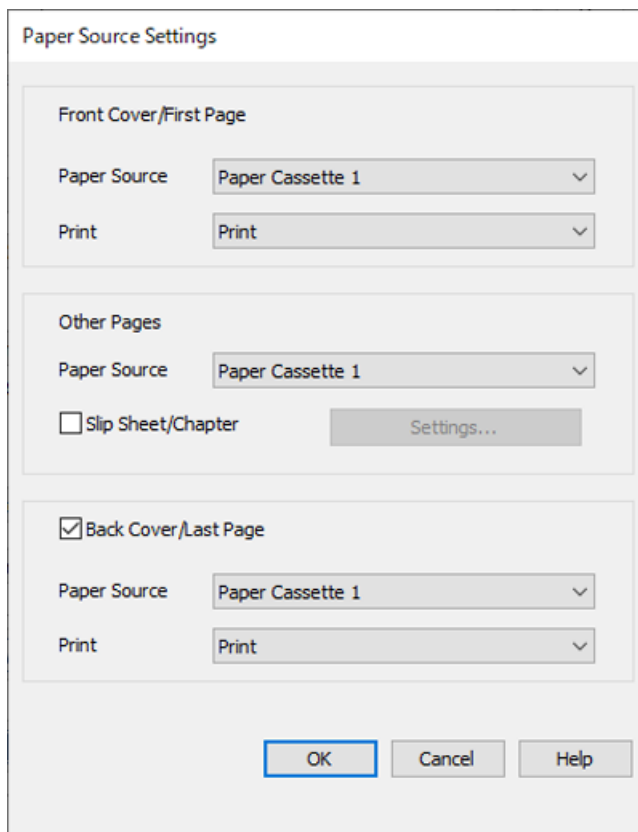 Paper Source Settings
Front Cover/First Page
Paper Source Paper Cassette 1
Print Print
Other Pages
Paper Source Paper Cassette 1
Slip Sheet/Chapter Settings...
Back Cover/Last Page
Paper Source Paper Cassette 1
Print Print
OK Cancel Help